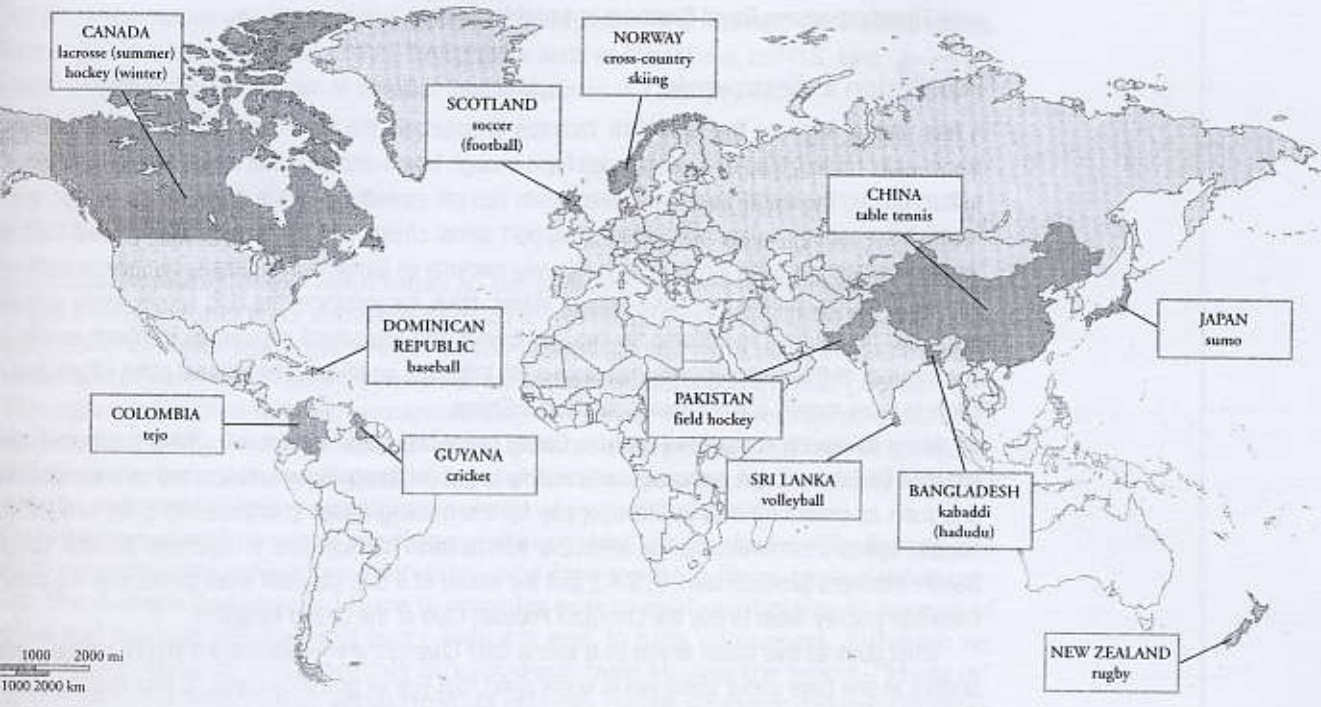 CANADA
lacrosse (summer)
hockey (winter)
NORWAY
cross-country
skiing
SCOTLAND
soccer
(football)
CHINA
table tennis
JAPAN
sumo
DOMINICAN
REPUBLIC
baseball
PAKISTAN
field hockey
COLOMBIA
tejo
GUYANA
cricket
SRI LANKA
volleyball
BANGLADESH
kabaddi
(hadudu)
NEW ZEALAND
rugby
1000 2000 mi
1000 2000 km